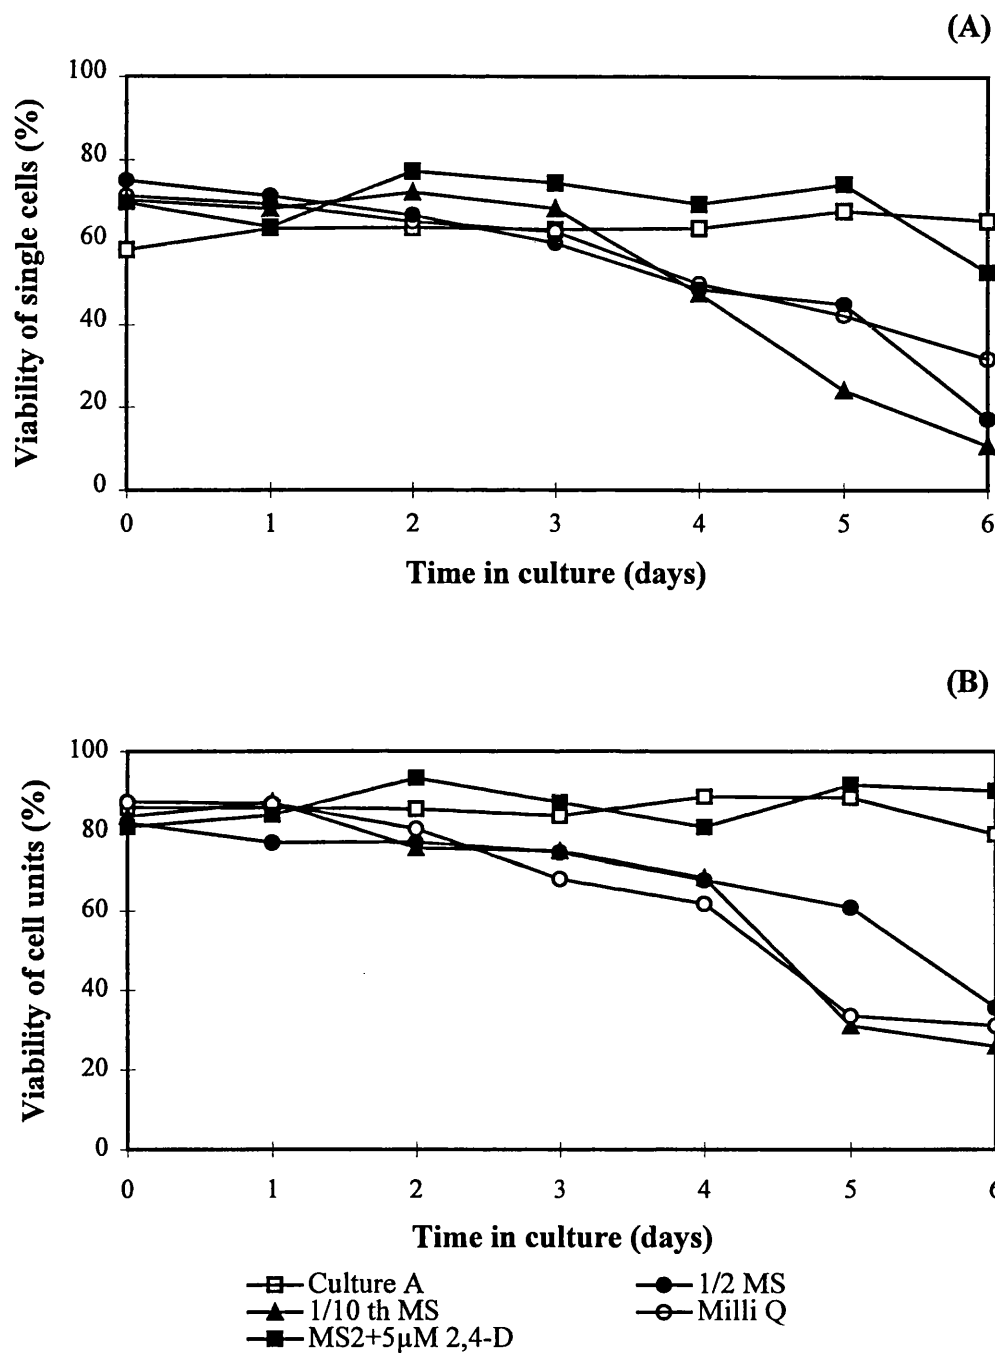 (A)
Viability of single cells (%)
100
80
60
40
20
0
0 1 2 3 4 5 6
Time in culture (days)
(B)
Viability of cell units (%)
100
80
60
40
20
0
0 1 2 3 4 5 6
Time in culture (days)
Culture A 1/2 MS
1/10 th MS Milli Q
MS2+5µM 2,4-D